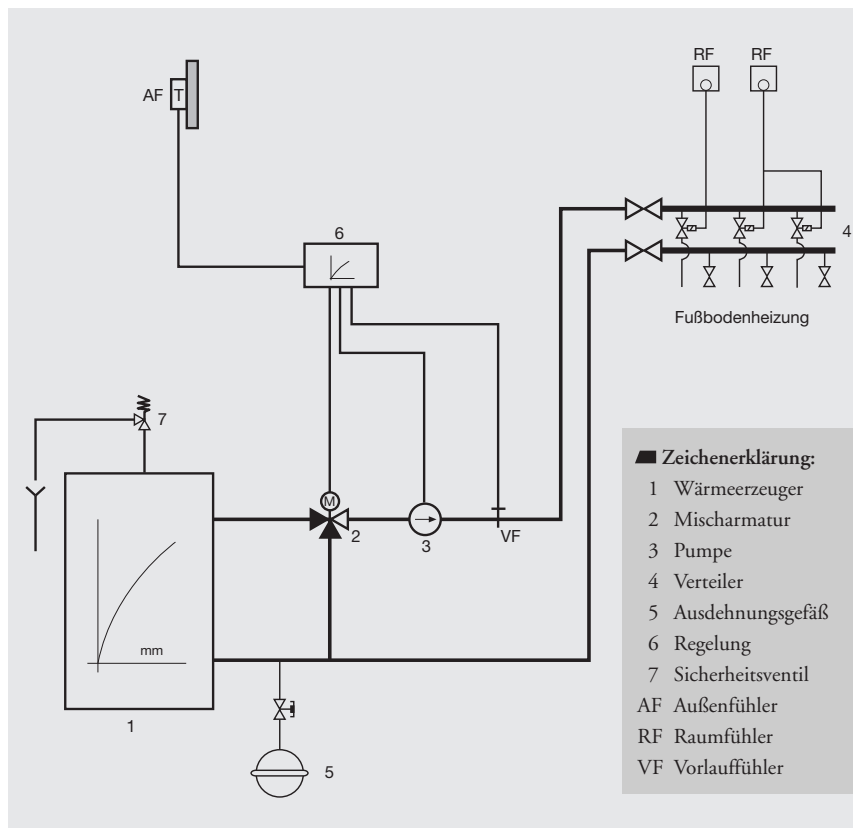 RF RF
AF T
6
4
Fußbodenheizung
7
M
2
3
VF
mm
1
5
Zeichenerklärung:
1 Wärmeerzeuger
2 Mischarmatur
3 Pumpe
4 Verteiler
5 Ausdehnungsgefäß
6 Regelung
7 Sicherheitsventil
AF Außenfühler
RF Raumfühler
VF Vorlauffühler